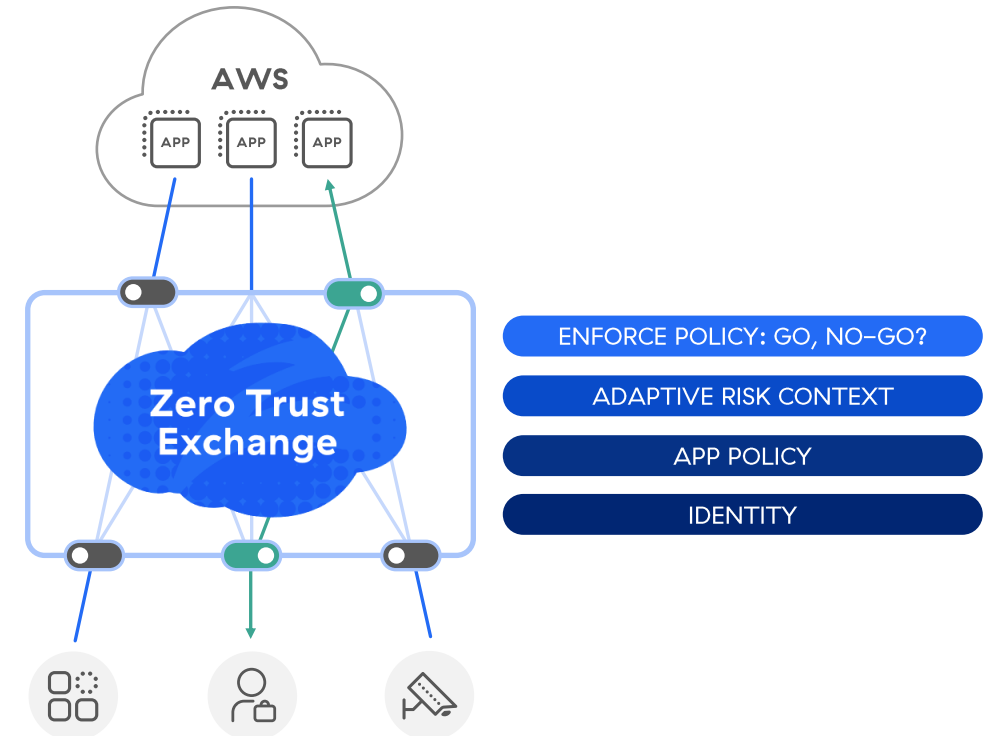 AWS
APP
APP
APP
Zero Trust
Exchange
ENFORCE POLICY: GO, NO–GO?
ADAPTIVE RISK CONTEXT
APP POLICY
IDENTITY